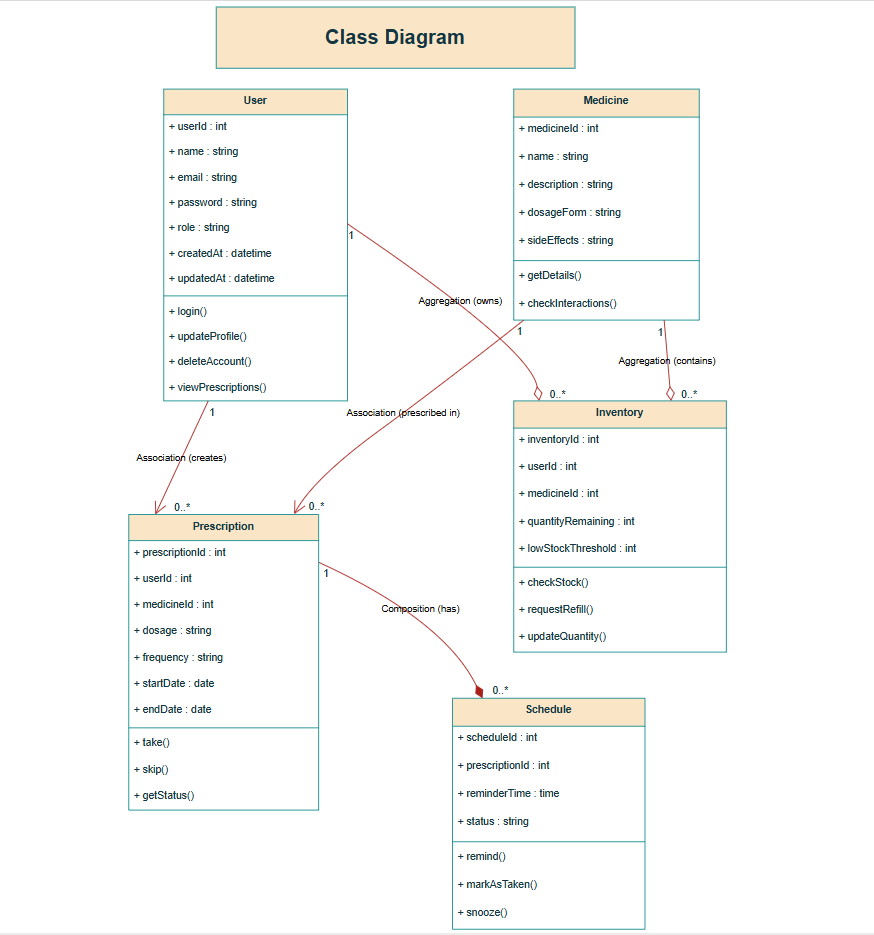 Class Diagram
User
+ userId : int
+ name : string
+ email : string
+ password : string
+ role : string
+ createdAt : datetime
+ updatedAt : datetime
+ login()
+ updateProfile()
+ deleteAccount()
+ viewPrescriptions()
Medicine
+ medicineId : int
+ name : string
+ description : string
+ dosageForm : string
+ sideEffects : string
+ getDetails()
+ checkInteractions()
1
Aggregation (owns)
0..*
1
Association (prescribed in)
0..*
1
Aggregation (contains)
0..*
1
Association (creates)
0..*
Inventory
+ inventoryId : int
+ userId : int
+ medicineId : int
+ quantityRemaining : int
+ lowStockThreshold : int
+ checkStock()
+ requestRefill()
+ updateQuantity()
Prescription
+ prescriptionId : int
+ userId : int
+ medicineId : int
+ dosage : string
+ frequency : string
+ startDate : date
+ endDate : date
+ take()
+ skip()
+ getStatus()
1
Composition (has)
0..*
Schedule
+ scheduleId : int
+ prescriptionId : int
+ reminderTime : time
+ status : string
+ remind()
+ markAsTaken()
+ snooze()